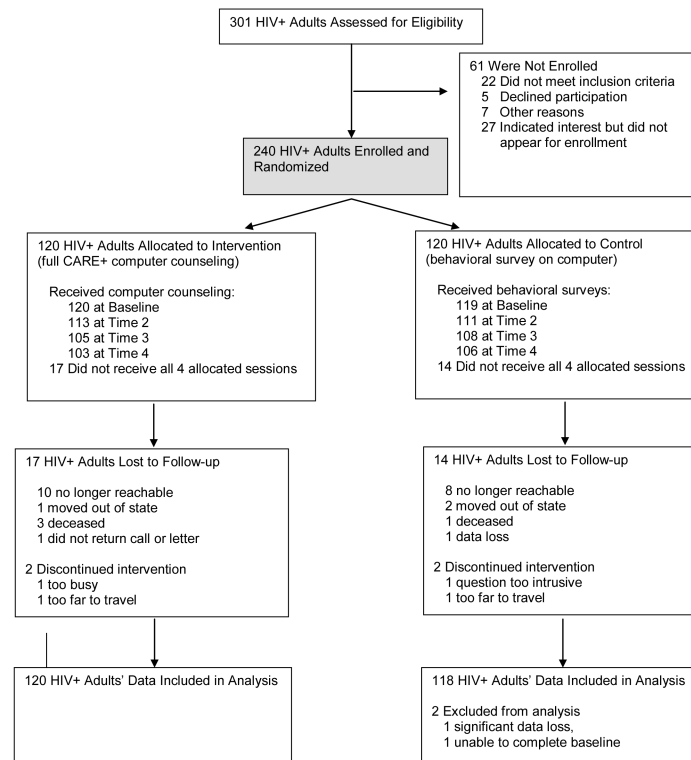 301 HIV+ Adults Assessed for Eligibility
61 Were Not Enrolled
22 Did not meet inclusion criteria
5 Declined participation
7 Other reasons
27 Indicated interest but did not
appear for enrollment
240 HIV+ Adults Enrolled and
Randomized
120 HIV+ Adults Allocated to Intervention
(full CARE+ computer counseling)
Received computer counseling:
120 at Baseline
113 at Time 2
105 at Time 3
103 at Time 4
17 Did not receive all 4 allocated sessions
120 HIV+ Adults Allocated to Control
(behavioral survey on computer)
Received behavioral surveys:
119 at Baseline
111 at Time 2
108 at Time 3
106 at Time 4
14 Did not receive all 4 allocated sessions
17 HIV+ Adults Lost to Follow-up
10 no longer reachable
1 moved out of state
3 deceased
1 did not return call or letter
2 Discontinued intervention
1 too busy
1 too far to travel
14 HIV+ Adults Lost to Follow-up
8 no longer reachable
2 moved out of state
1 deceased
1 data loss
2 Discontinued intervention
1 question too intrusive
1 too far to travel
120 HIV+ Adults' Data Included in Analysis
118 HIV+ Adults' Data Included in Analysis
2 Excluded from analysis
1 significant data loss,
1 unable to complete baseline